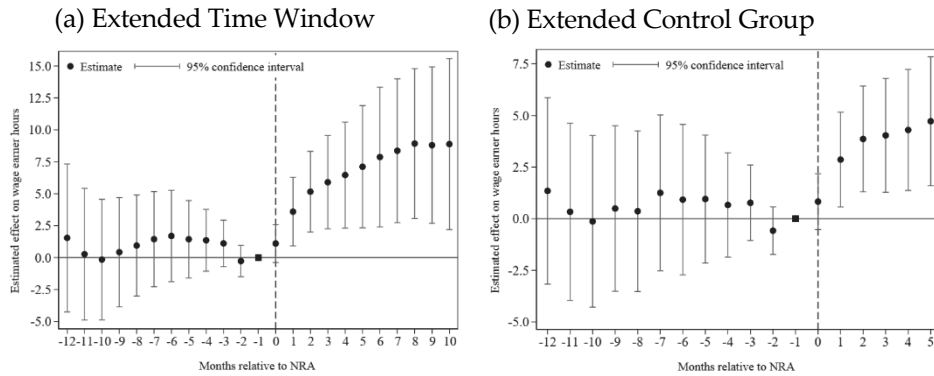 (a) Extended Time Window
Estimate 95% confidence interval
Estimated effect on wage earner hours
15.0
12.5
10.0
7.5
5.0
2.5
0.0
-2.5
-5.0
-12 -11 -10 -9 -8 -7 -6 -5 -4 -3 -2 -1 0 1 2 3 4 5 6 7 8 9 10
Months relative to NRA
(b) Extended Control Group
Estimate 95% confidence interval
Estimated effect on wage earner hours
7.5
5.0
2.5
0.0
-2.5
-5.0
-12 -11 -10 -9 -8 -7 -6 -5 -4 -3 -2 -1 0 1 2 3 4 5
Months relative to NRA